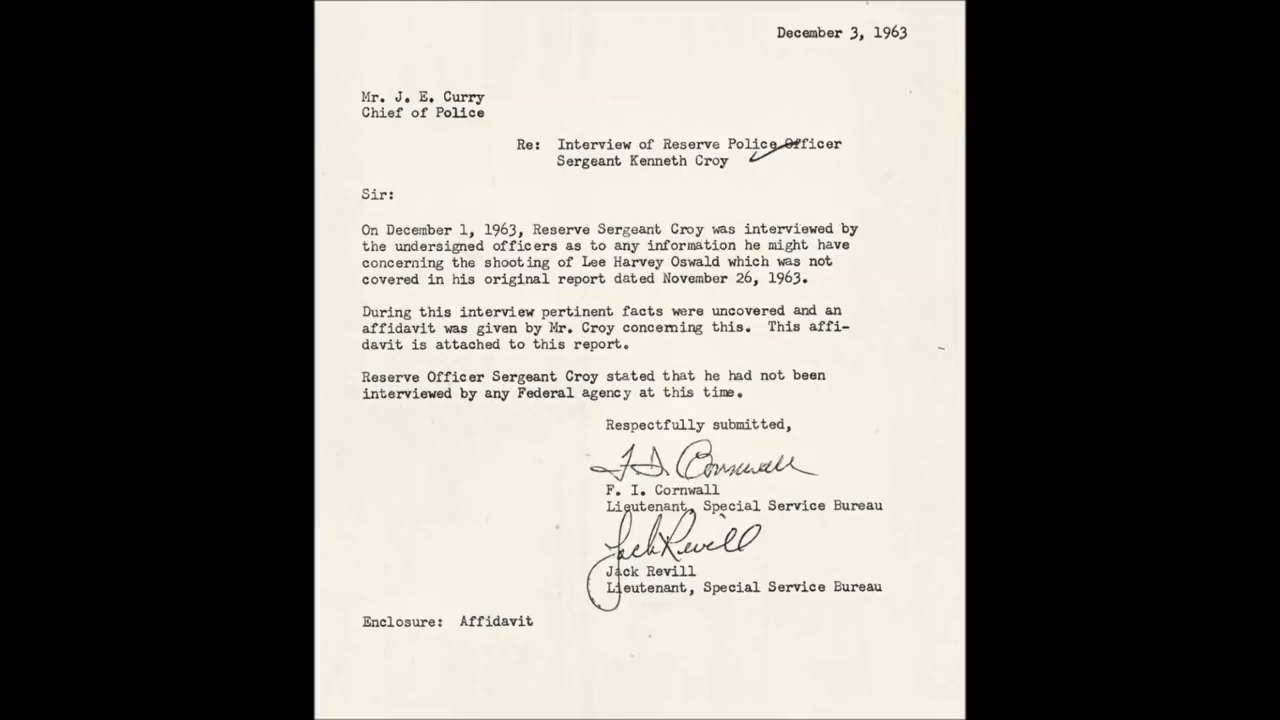 December 3, 1963
Mr. J. E. Curry
Chief of Police
Re: Interview of Reserve Police Officer
Sergeant Kenneth Croy
Sir:
On December 1, 1963, Reserve Sergeant Croy was interviewed by
the undersigned officers as to any information he might have
concerning the shooting of Lee Harvey Oswald which was not
covered in his original report dated November 26, 1963.
During this interview pertinent facts were uncovered and an
affidavit was given by Mr. Croy concerning this. This affi-
davit is attached to this report.
Reserve Officer Sergeant Croy stated that he had not been
interviewed by any Federal agency at this time.
Respectfully submitted,
F. I. Cornwall
F. I. Cornwall
Lieutenant, Special Service Bureau
Jack Revill
Jack Revill
Lieutenant, Special Service Bureau
Enclosure: Affidavit